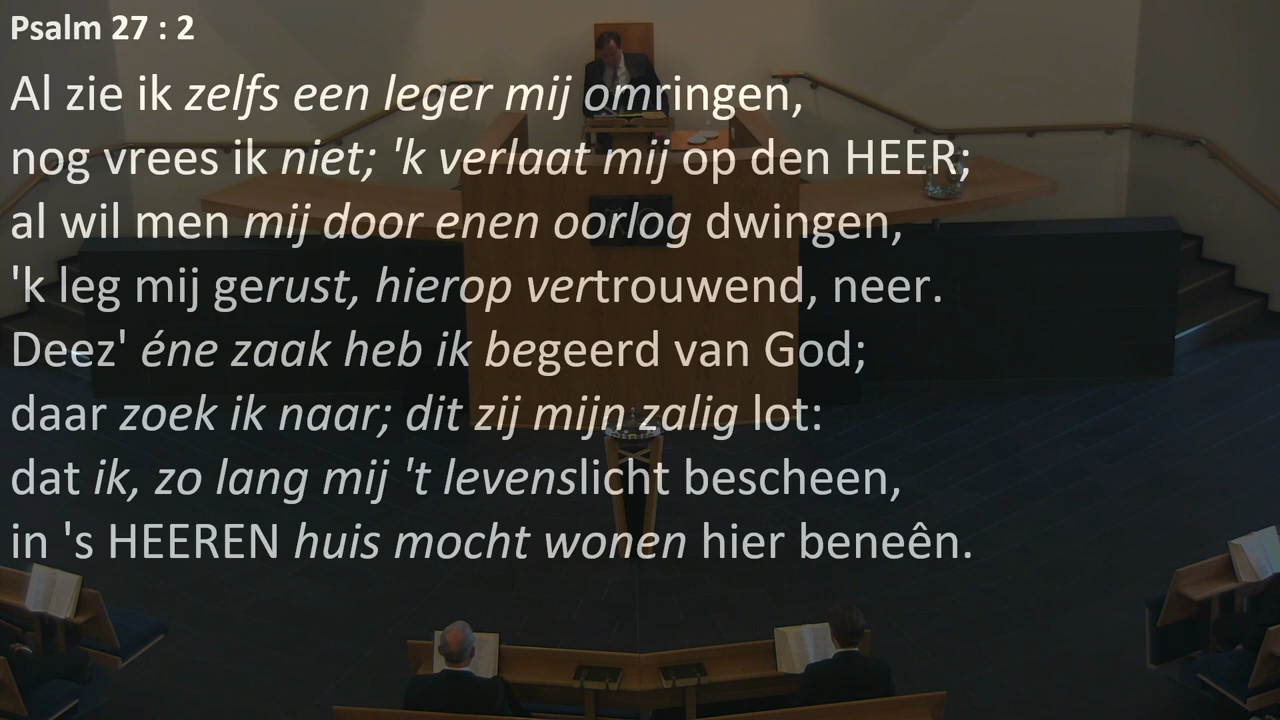 Psalm 27 : 2
Al zie ik zelfs een leger mij omringen,
nog vrees ik niet; 'k verlaat mij op den HEER;
al wil men mij door enen oorlog dwingen,
'k leg mij gerust, hierop vertrouwend, neer.
Deez' éne zaak heb ik begeerd van God;
daar zoek ik naar; dit zij mijn zalig lot:
dat ik, zo lang mij 't levenslicht bescheen,
in 's HEEREN huis mocht wonen hier beneên.